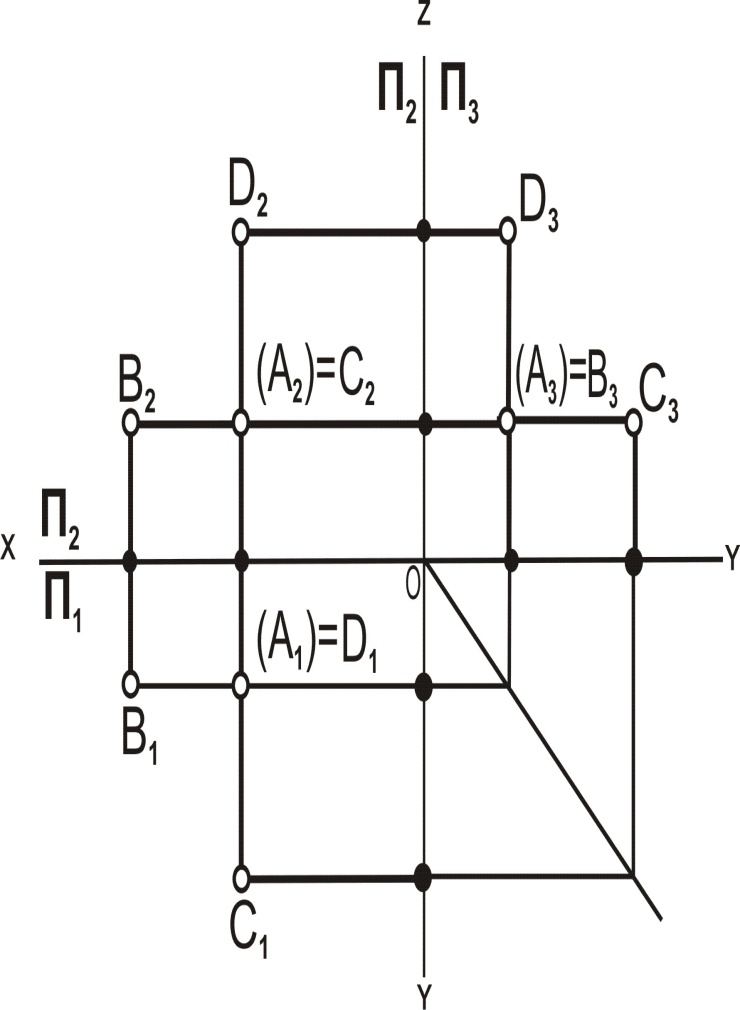 Z
П₂ П₃
D₂ D₃
B₂ (A₂)=C₂ (A₃)=B₃ C₃
П₂
X Y
П₁ O
(A₁)=D₁
B₁
C₁
Y